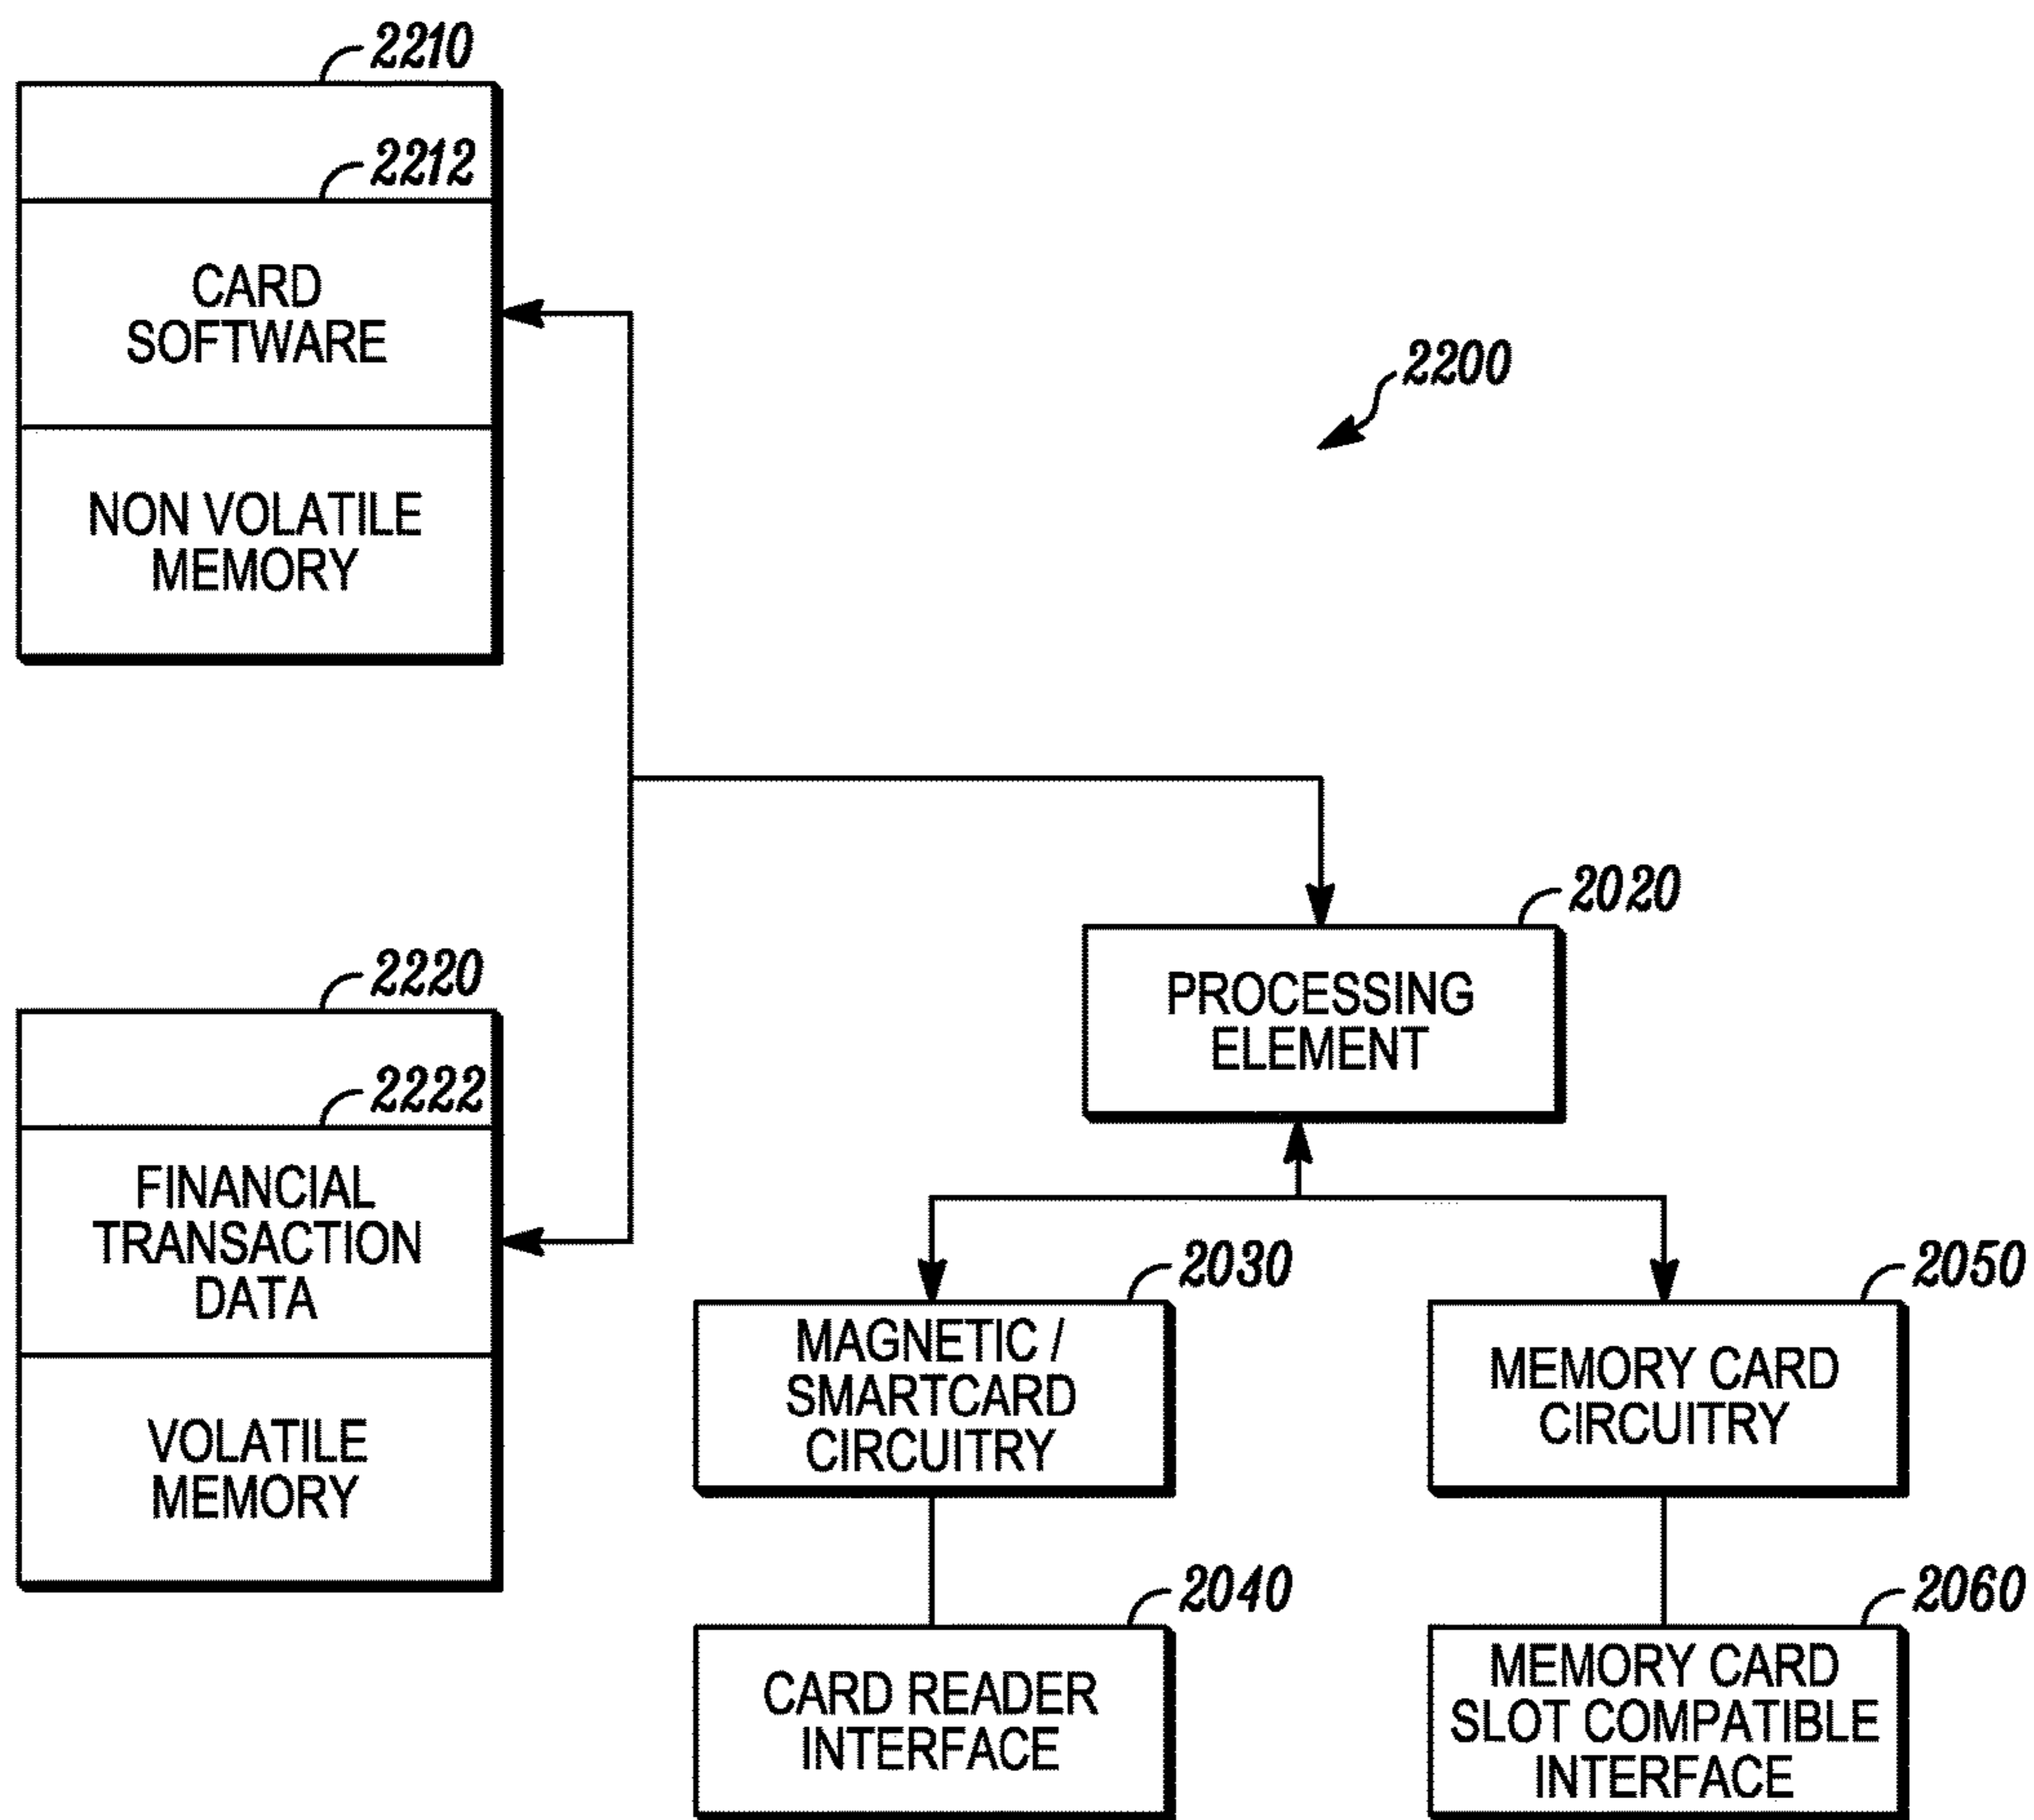 2210
2212
CARD
SOFTWARE
NON VOLATILE
MEMORY
2200
2020
PROCESSING
ELEMENT
2220
2222
FINANCIAL
TRANSACTION
DATA
VOLATILE
MEMORY
2030
MAGNETIC /
SMARTCARD
CIRCUITRY
2050
MEMORY CARD
CIRCUITRY
2040
CARD READER
INTERFACE
2060
MEMORY CARD
SLOT COMPATIBLE
INTERFACE